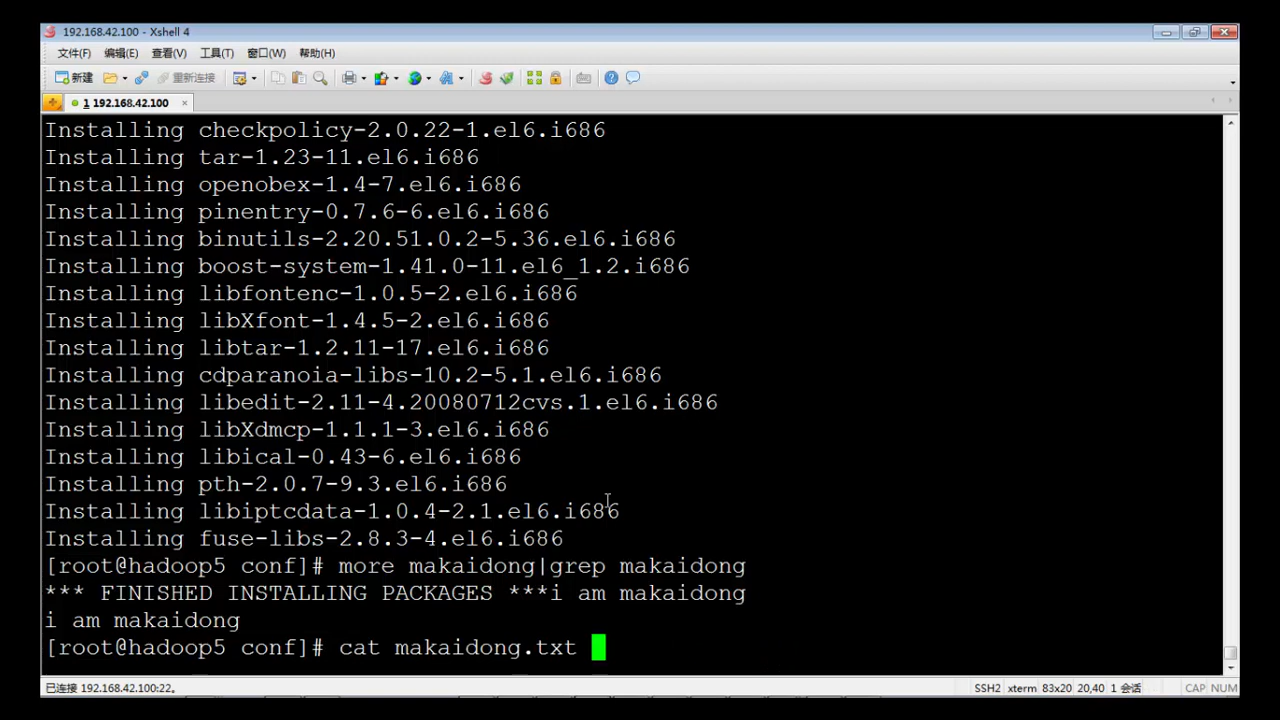 192.168.42.100 - Xshell 4
文件(F) 编辑(E) 查看(V) 工具(T) 窗口(W) 帮助(H)
新建 重新连接
1 192.168.42.100
Installing checkpolicy-2.0.22-1.el6.i686
Installing tar-1.23-11.el6.i686
Installing openobex-1.4-7.el6.i686
Installing pinentry-0.7.6-6.el6.i686
Installing binutils-2.20.51.0.2-5.36.el6.i686
Installing boost-system-1.41.0-11.el6_1.2.i686
Installing libfontenc-1.0.5-2.el6.i686
Installing libXfont-1.4.5-2.el6.i686
Installing libtar-1.2.11-17.el6.i686
Installing cdparanoia-libs-10.2-5.1.el6.i686
Installing libedit-2.11-4.20080712cvs.1.el6.i686
Installing libXdmcp-1.1.1-3.el6.i686
Installing libical-0.43-6.el6.i686
Installing pth-2.0.7-9.3.el6.i686
Installing libiptcdata-1.0.4-2.1.el6.i686
Installing fuse-libs-2.8.3-4.el6.i686
[root@hadoop5 conf]# more makaidong|grep makaidong
*** FINISHED INSTALLING PACKAGES ***i am makaidong
i am makaidong
[root@hadoop5 conf]# cat makaidong.txt
已连接 192.168.42.100:22。 SSH2 xterm 83x20 20,40 1 会话 CAP NUM